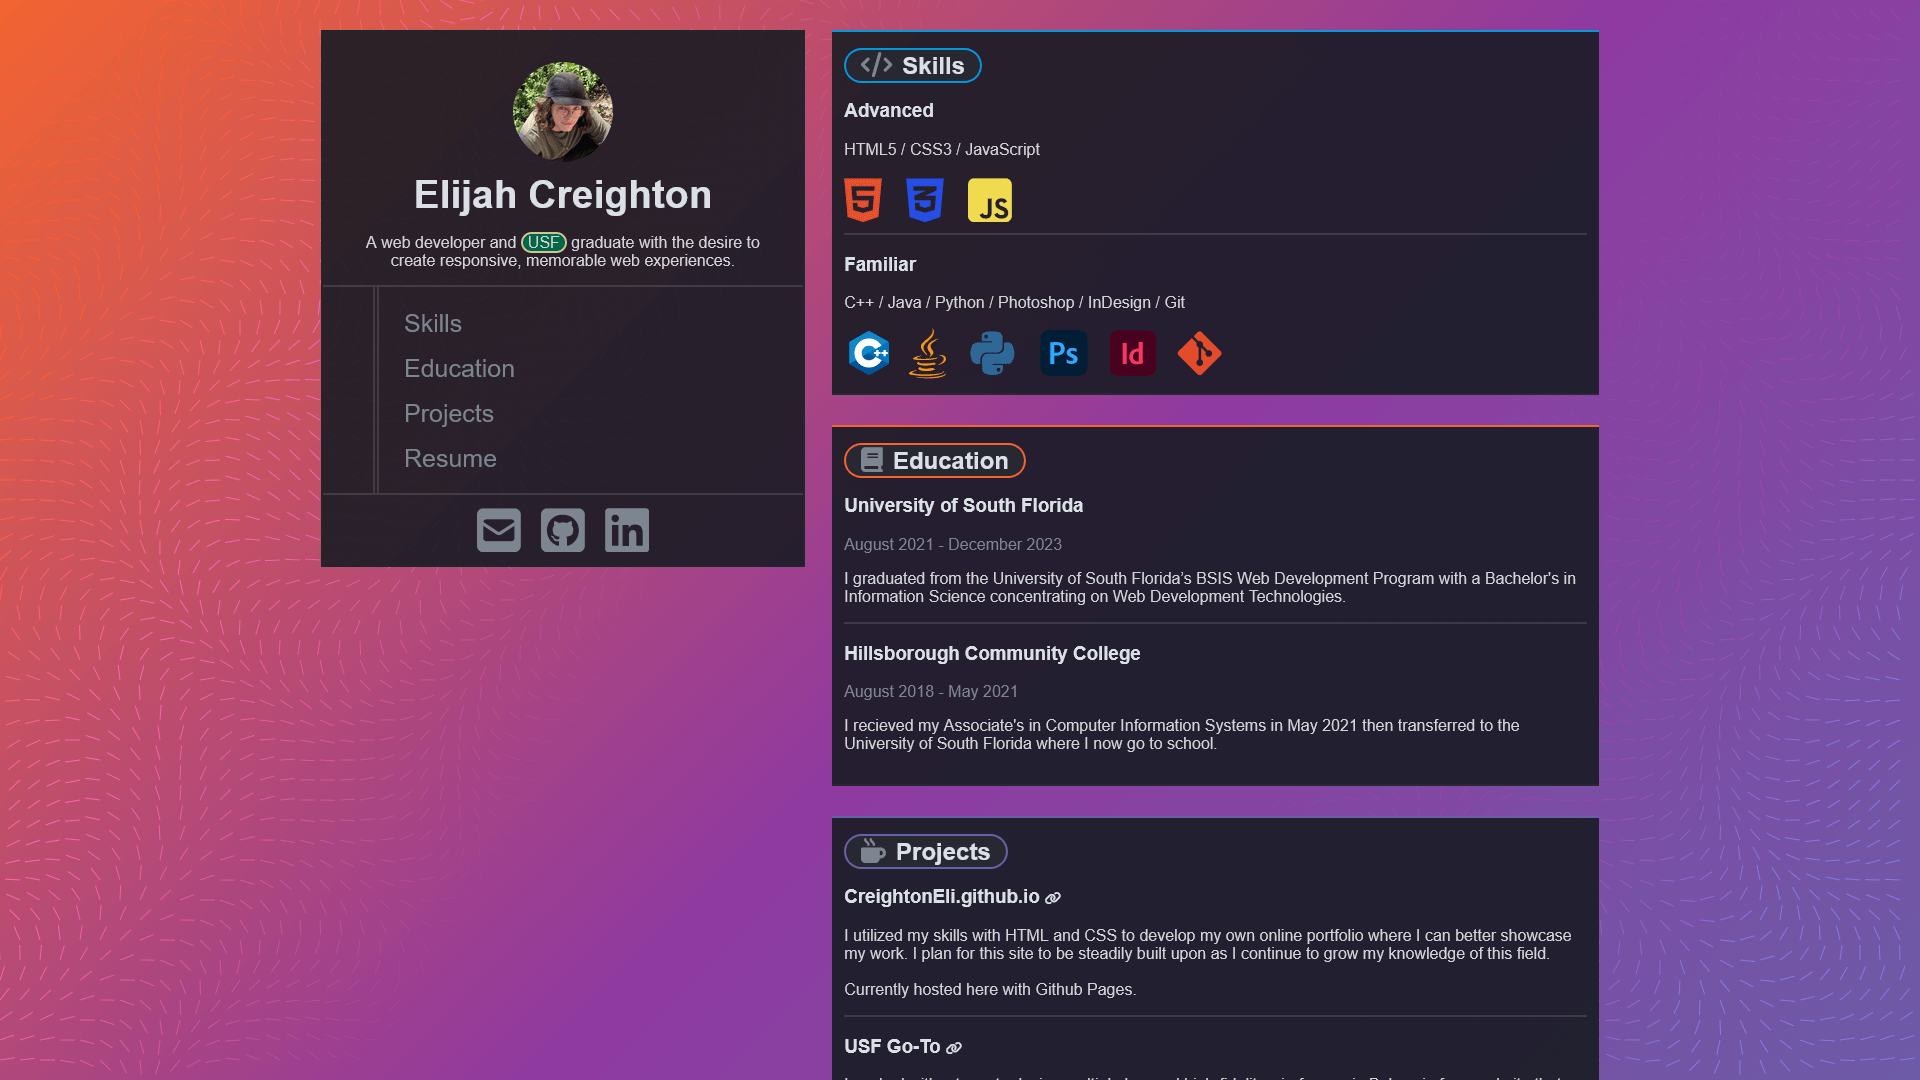 Elijah Creighton
A web developer and USF graduate with the desire to
create responsive, memorable web experiences.
Skills
Education
Projects
Resume
Skills
Advanced
HTML5 / CSS3 / JavaScript
5 3 JS
Familiar
C++ / Java / Python / Photoshop / InDesign / Git
C++ Ps Id
Education
University of South Florida
August 2021 - December 2023
I graduated from the University of South Florida’s BSIS Web Development Program with a Bachelor's in
Information Science concentrating on Web Development Technologies.
Hillsborough Community College
August 2018 - May 2021
I recieved my Associate's in Computer Information Systems in May 2021 then transferred to the
University of South Florida where I now go to school.
Projects
CreightonEli.github.io
I utilized my skills with HTML and CSS to develop my own online portfolio where I can better showcase
my work. I plan for this site to be steadily built upon as I continue to grow my knowledge of this field.
Currently hosted here with Github Pages.
USF Go-To